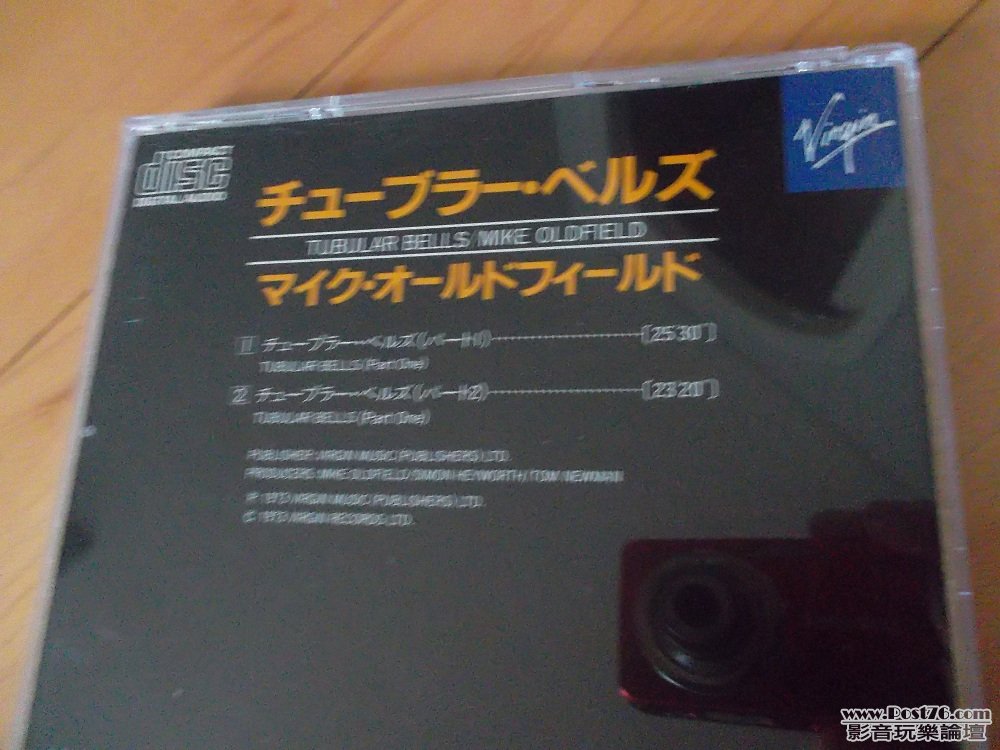 COMPACT
disc
DIGITAL AUDIO
Virgin
チューブラー・ベルズ
TUBULAR BELLS/MIKE OLDFIELD
マイク・オールドフィールド
1 チューブラー・ベルズ(パート1) [25'30"]
TUBULAR BELLS (Part One)
2 チューブラー・ベルズ(パート2) [23'20"]
TUBULAR BELLS (Part One)
PUBLISHER: VIRGIN MUSIC (PUBLISHERS) LTD.
PRODUCERS: MIKE OLDFIELD/SIMON HEYWORTH/TOM NEWMAN
℗ 1973 VIRGIN MUSIC (PUBLISHERS) LTD.
© 1973 VIRGIN RECORDS LTD.
www.Post76.com
影音玩樂論壇